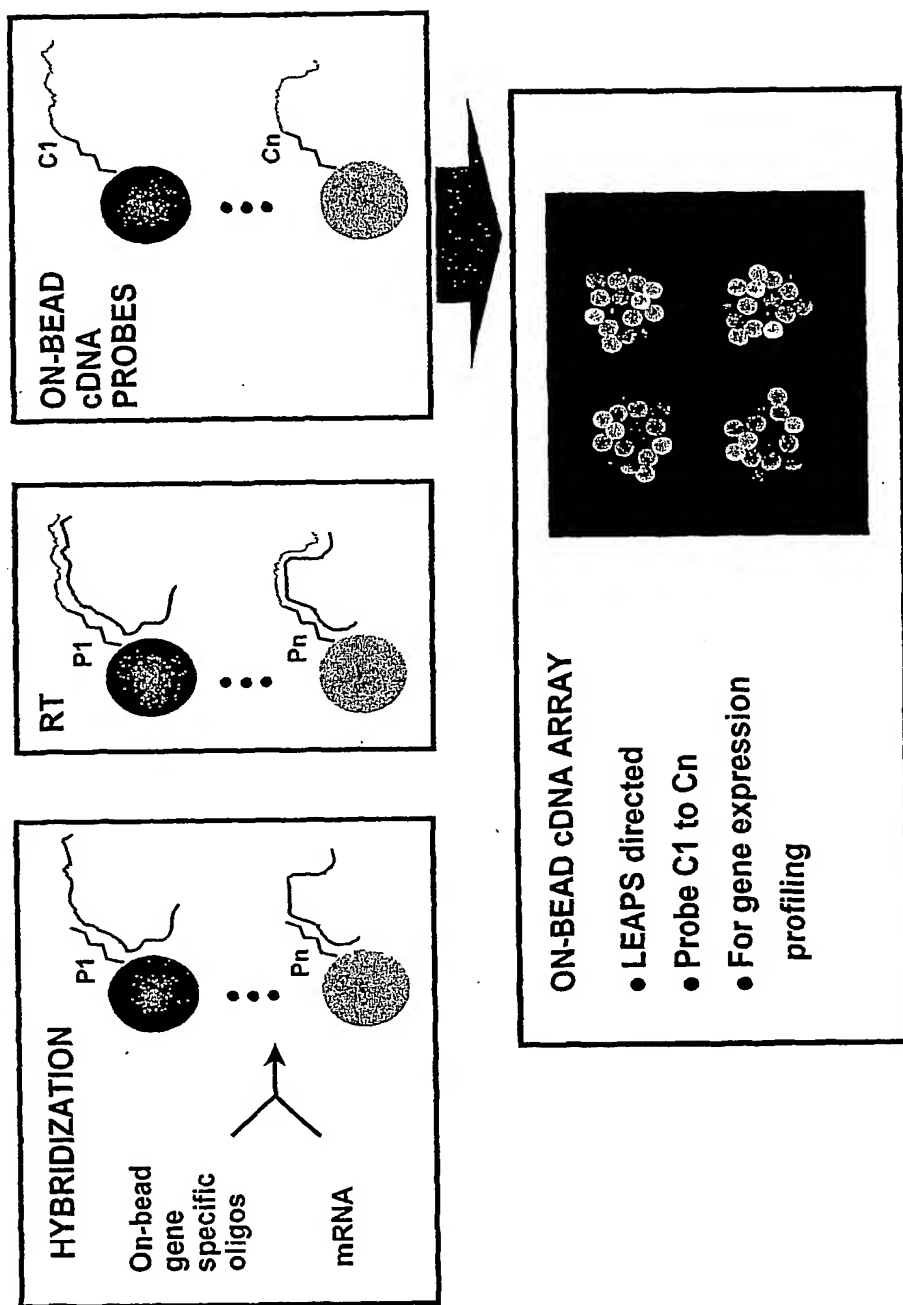 HYBRIDIZATION
On-bead
gene
specific
oligos
mRNA
P1
Pn
RT
P1
Pn
ON-BEAD
cDNA
PROBES
C1
Cn
ON-BEAD cDNA ARRAY
• LEAPS directed
• Probe C1 to Cn
• For gene expression
profiling